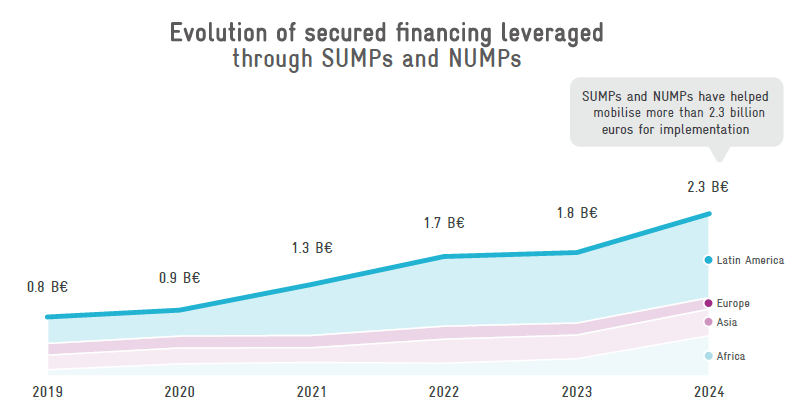 Evolution of secured financing leveraged
through SUMPs and NUMPs
SUMPs and NUMPs have helped
mobilise more than 2.3 billion
euros for implementation
0.8 B€
0.9 B€
1.3 B€
1.7 B€
1.8 B€
2.3 B€
Latin America
Europe
Asia
Africa
2019
2020
2021
2022
2023
2024